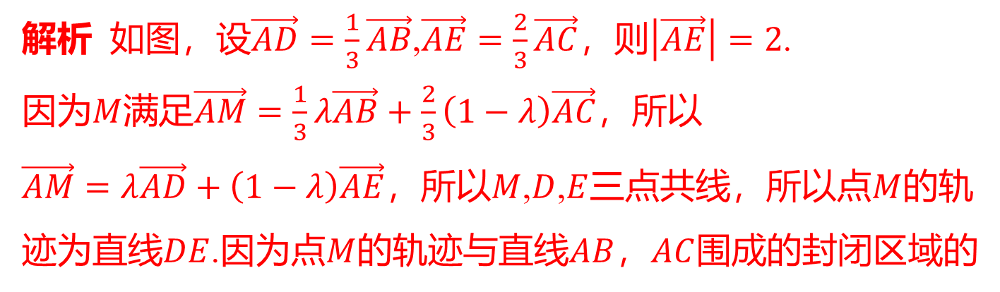 解析 如图，设$\overrightarrow{AD}=\frac{1}{3}\overrightarrow{AB},\overrightarrow{AE}=\frac{2}{3}\overrightarrow{AC}$，则$|\overrightarrow{AE}|=2$.
因为$M$满足$\overrightarrow{AM}=\frac{1}{3}\lambda\overrightarrow{AB}+\frac{2}{3}(1-\lambda)\overrightarrow{AC}$，所以
$\overrightarrow{AM}=\lambda\overrightarrow{AD}+(1-\lambda)\overrightarrow{AE}$，所以$M,D,E$三点共线，所以点$M$的轨
迹为直线$DE$.因为点$M$的轨迹与直线$AB$，$AC$围成的封闭区域的